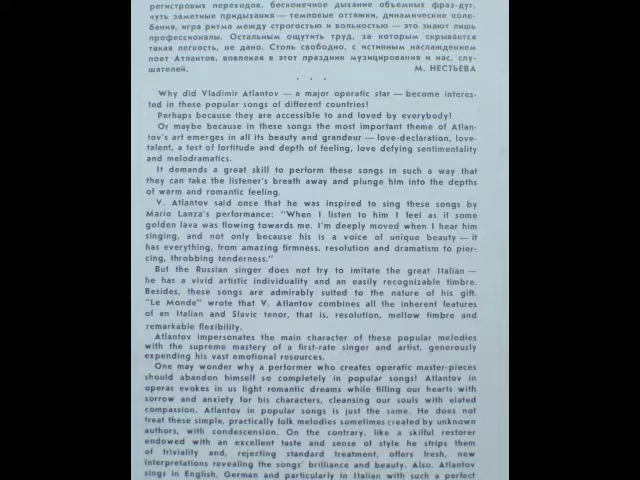 регистровых переходов, бесконечное дыхание объемных фраз-дуг,
чуть заметные придыхания — темповые оттяжки, динамические коле-
бания, игра ритма между строгостью и вольностью — это знают лишь
профессионалы. Остальным ощутить труд, за которым скрывается
такая легкость, не дано. Столь свободно, с истинным наслаждением
поет Атлантов, вовлекая в этот праздник музицирования и нас, слу-
шателей. М. НЕСТЬЕВА
. . .
Why did Vladimir Atlantov — a major operatic star — become interes-
ted in these popular songs of different countries!
Perhaps because they are accessible to and loved by everybody!
Or maybe because in these songs the most important theme of Atlan-
tov's art emerges in all its beauty and grandeur — love-declaration, love-
talent, a test of fortitude and depth of feeling, love defying sentimentality
and melodramatics.
It demands a great skill to perform these songs in such a way that
they can take the listener's breath away and plunge him into the depths
of warm and romantic feeling.
V. Atlantov said once that he was inspired to sing these songs by
Mario Lanza's performance: "When I listen to him I feel as if some
golden lava was flowing towards me. I'm deeply moved when I hear him
singing, and not only because his is a voice of unique beauty — it
has everything, from amazing firmness, resolution and dramatism to pier-
cing, throbbing tenderness."
But the Russian singer does not try to imitate the great Italian —
he has a vivid artistic individuality and an easily recognizable timbre.
Besides, these songs are admirably suited to the nature of his gift.
"Le Monde" wrote that V. Atlantov combines all the inherent features
of an Italian and Slavic tenor, that is, resolution, mellow timbre and
remarkable flexibility.
Atlantov impersonates the main character of these popular melodies
with the supreme mastery of a first-rate singer and artist, generously
expending his vast emotional resources.
One may wonder why a performer who creates operatic master-pieces
should abandon himself so completely in popular songs! Atlantov in
operas evokes in us light romantic dreams while filling our hearts with
sorrow and anxiety for his characters, cleansing our souls with elated
compassion. Atlantov in popular songs is just the same. He does not
treat these simple, practically folk melodies sometimes created by unknown
authors, with condescension. On the contrary, like a skilful restorer
endowed with an excellent taste and sense of style he strips them
of triviality and, rejecting standard treatment, offers fresh, new
interpretations revealing the songs' brilliance and beauty. Also, Atlantov
sings in English, German and particularly in Italian with such a perfect